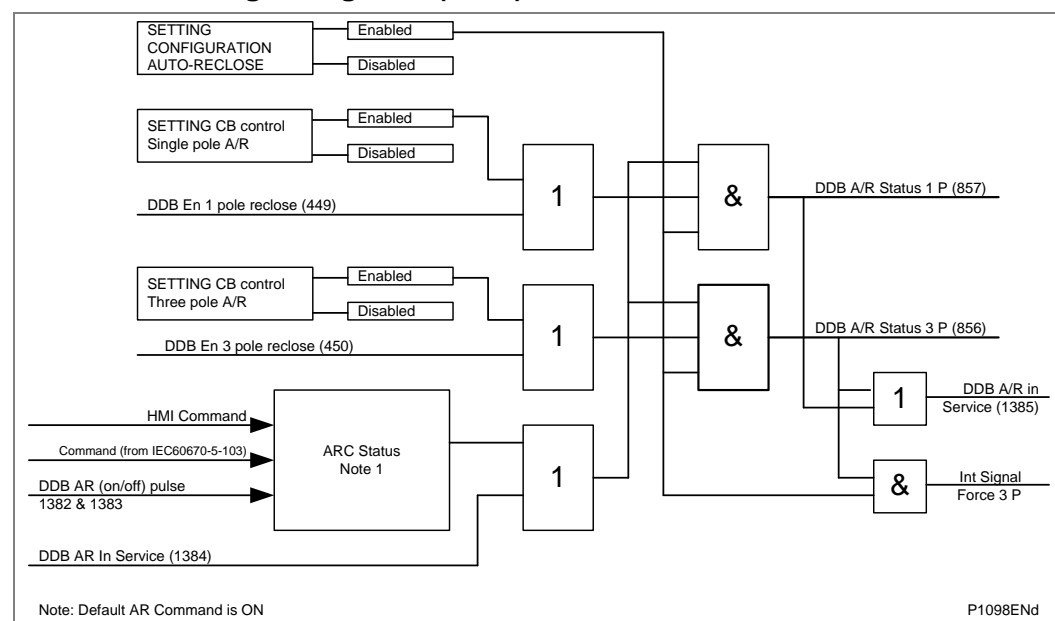 SETTING
CONFIGURATION
AUTO-RECLOSE
Enabled
Disabled
SETTING CB control
Single pole A/R
Enabled
Disabled
DDB En 1 pole reclose (449)
1
&
DDB A/R Status 1 P (857)
SETTING CB control
Three pole A/R
Enabled
Disabled
DDB En 3 pole reclose (450)
1
&
DDB A/R Status 3 P (856)
1
DDB A/R in
Service (1385)
HMI Command
Command (from IEC60670-5-103)
DDB AR (on/off) pulse
1382 & 1383
ARC Status
Note 1
1
&
Int Signal
Force 3 P
DDB AR In Service (1384)
Note: Default AR Command is ON
P1098ENd